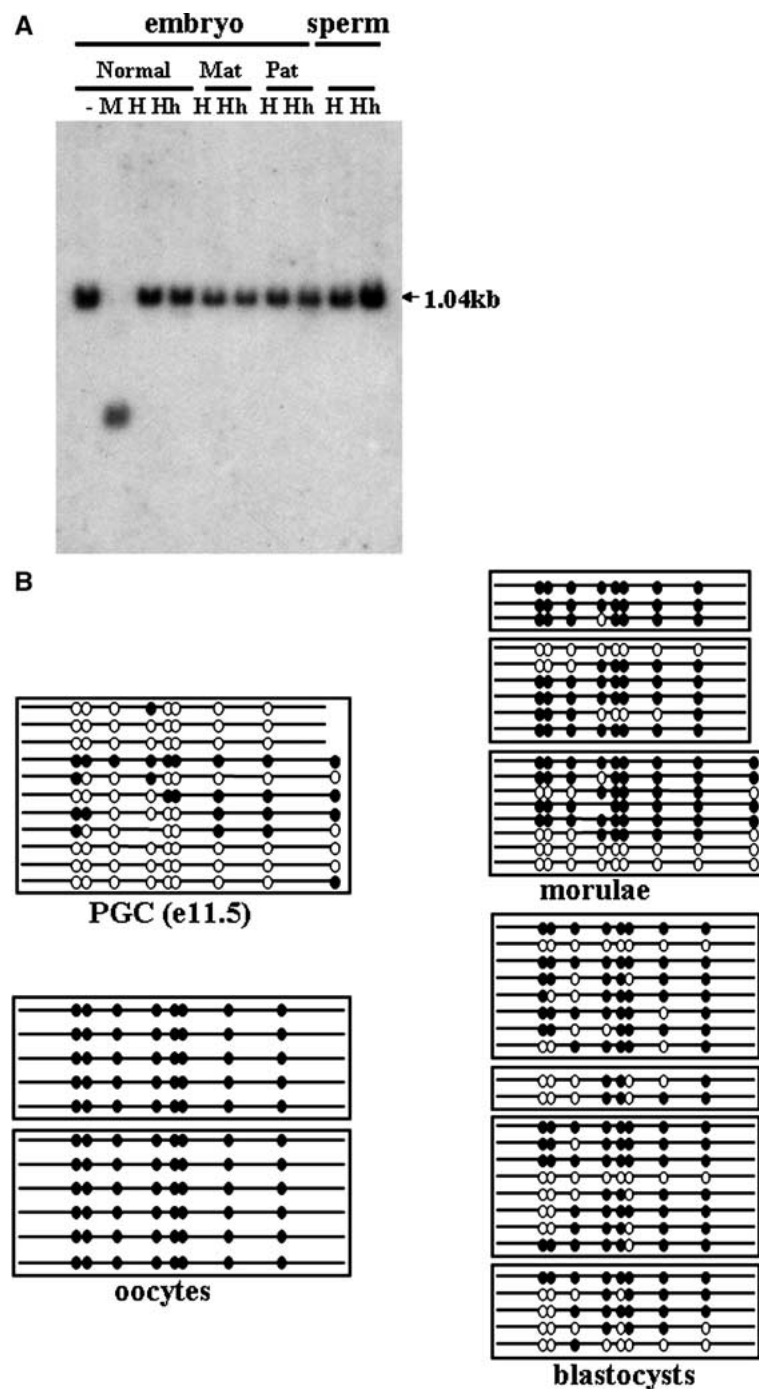 A
embryo sperm
Normal Mat Pat
- M H Hh H Hh H Hh H Hh
1.04kb
B
PGC (e11.5)
oocytes
morulae
blastocysts